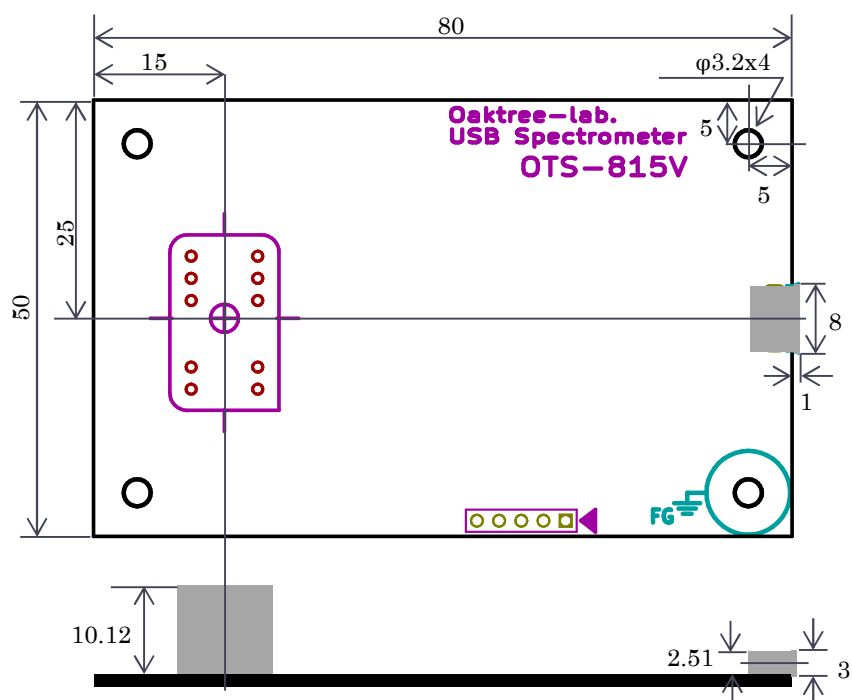 80
15
φ3.2x4
Oaktree-lab.
USB Spectrometer
OTS-815V
5
5
25
50
8
1
FG
10.12
2.51
3